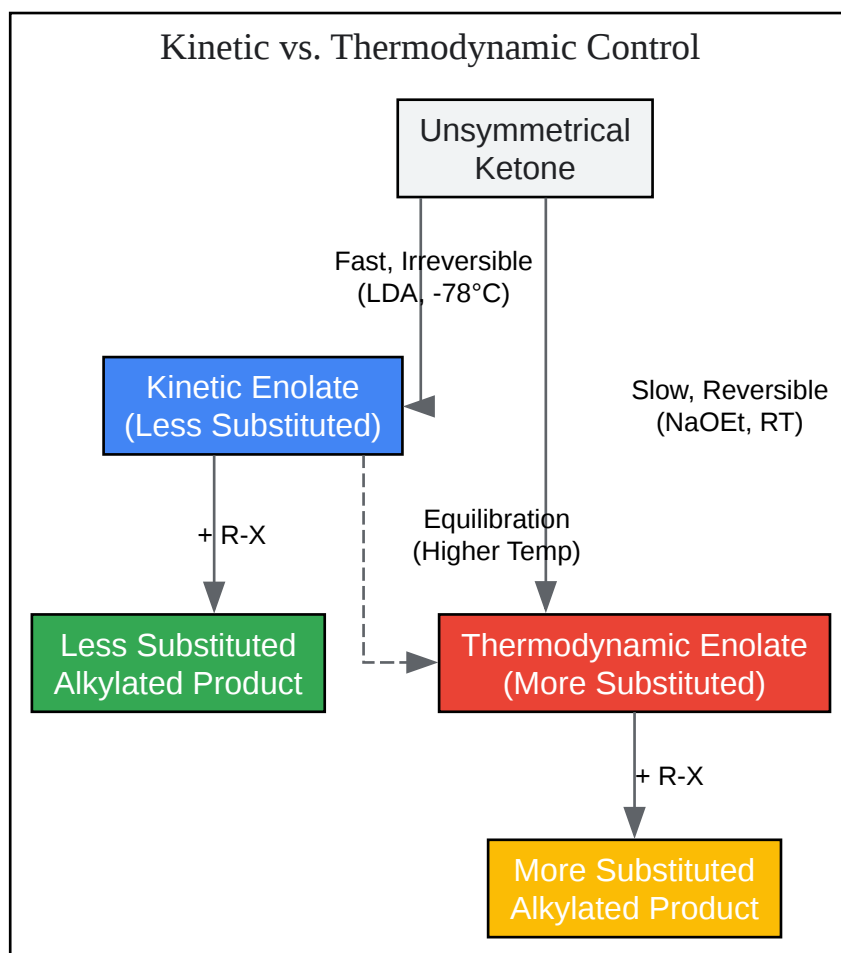 Kinetic vs. Thermodynamic Control
Unsymmetrical
Ketone
Fast, Irreversible
(LDA, -78°C)
Kinetic Enolate
(Less Substituted)
Slow, Reversible
(NaOEt, RT)
+ R-X
Equilibration
(Higher Temp)
Less Substituted
Alkylated Product
Thermodynamic Enolate
(More Substituted)
+ R-X
More Substituted
Alkylated Product